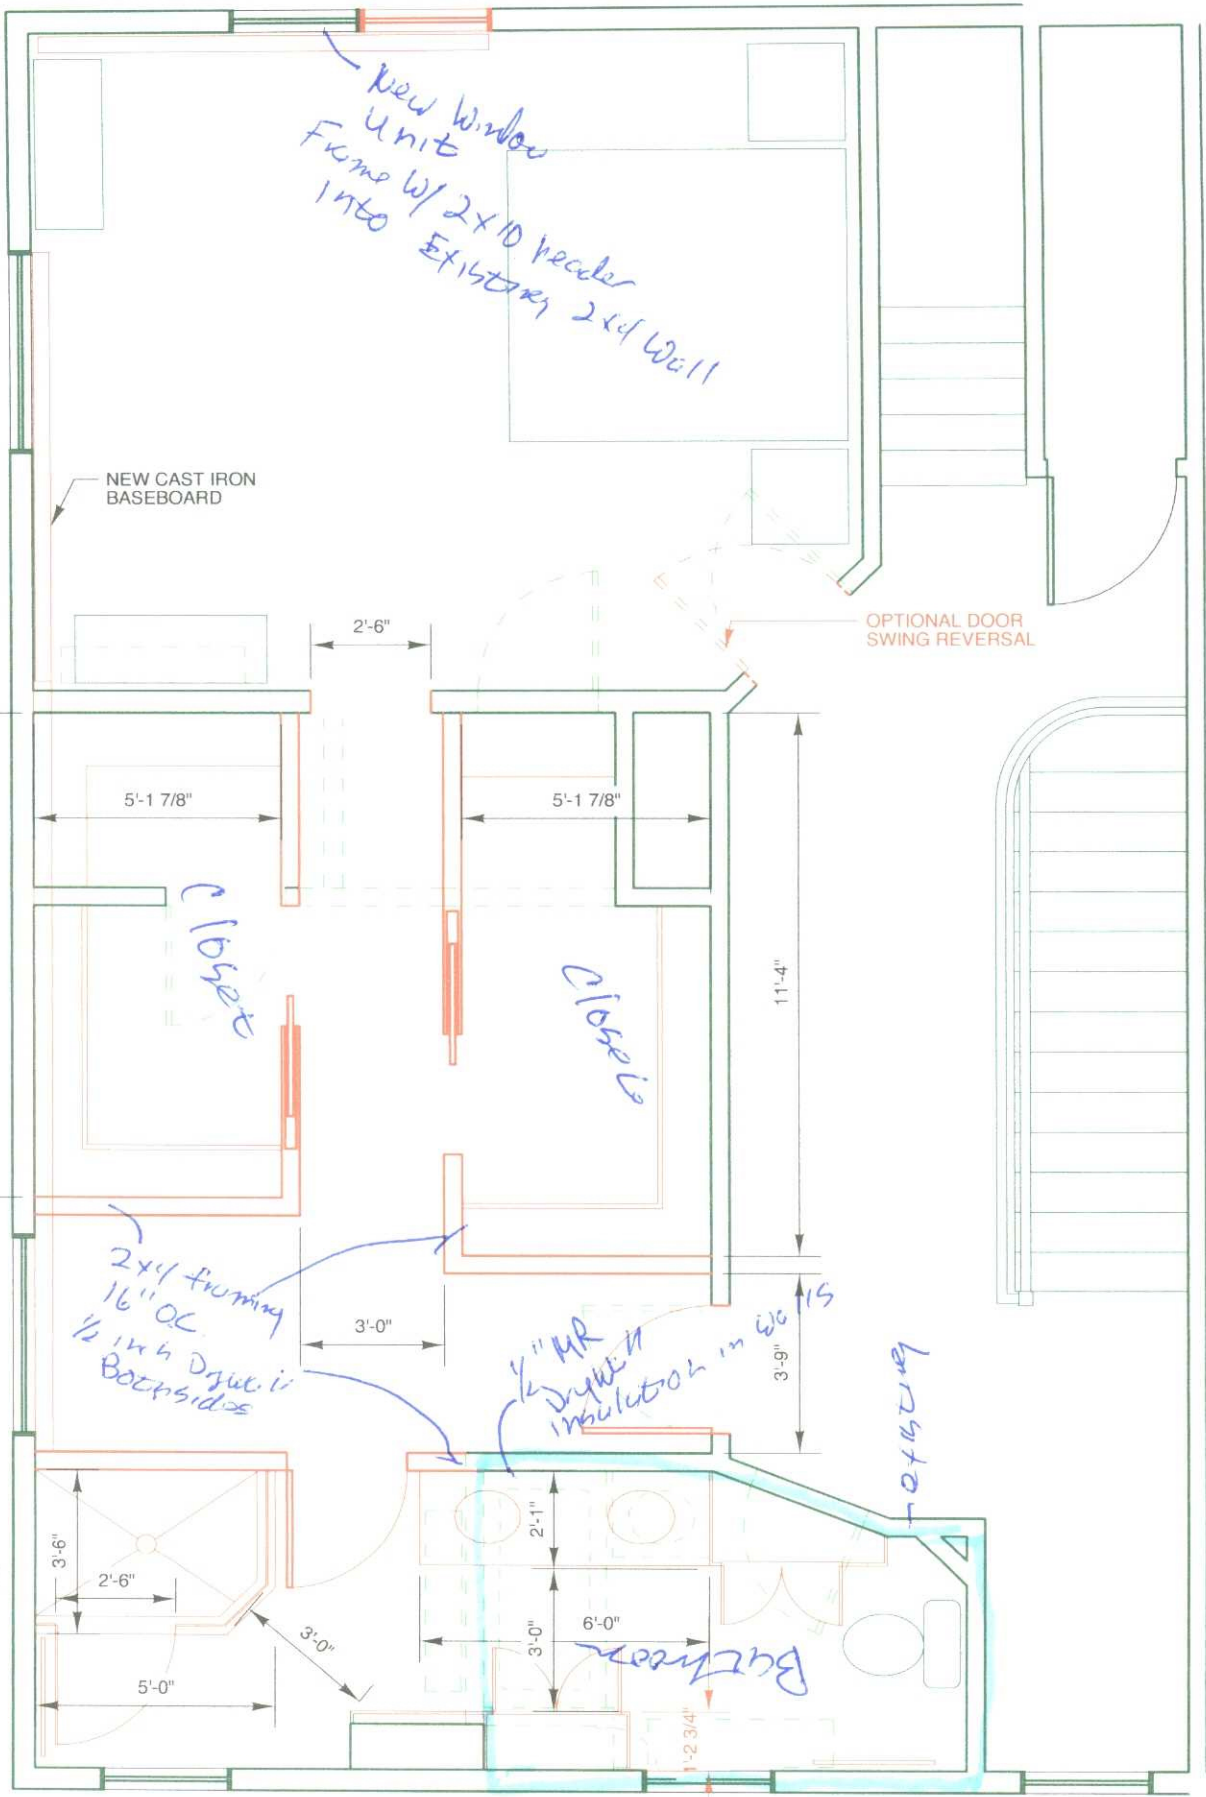 New Window
Unit
Frame W/ 2x10 header
Into Existing 2x4 Wall
NEW CAST IRON
BASEBOARD
OPTIONAL DOOR
SWING REVERSAL
2'-6"
5'-1 7/8"
5'-1 7/8"
Closet
Closet
11'-4"
2x4 framing
16" OC
1/2 inch Drywall
Bothsides
3'-0"
1/2" MR
Drywall
insulation in walls
3'-9"
existing
3'-6"
2'-6"
2'-1"
3'-0"
3'-0"
6'-0"
Bathroom
5'-0"
1'-2 3/4"